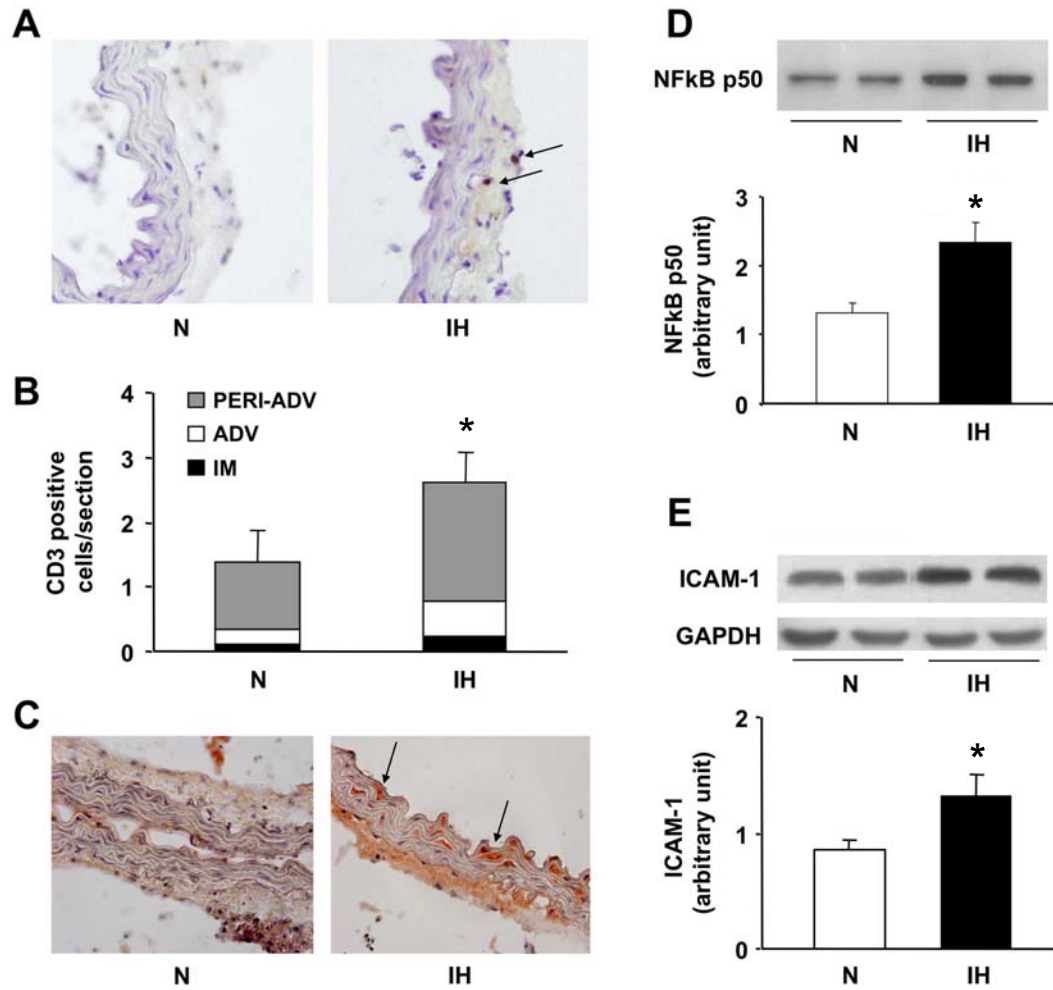 A
N
IH
B
4
3
2
1
0
CD3 positive
cells/section
PERI-ADV
ADV
IM
*
N
IH
C
N
IH
D
NFkB p50
N
IH
3
2
1
0
NFkB p50
(arbitrary unit)
*
N
IH
E
ICAM-1
GAPDH
N
IH
2
1
0
ICAM-1
(arbitrary unit)
*
N
IH